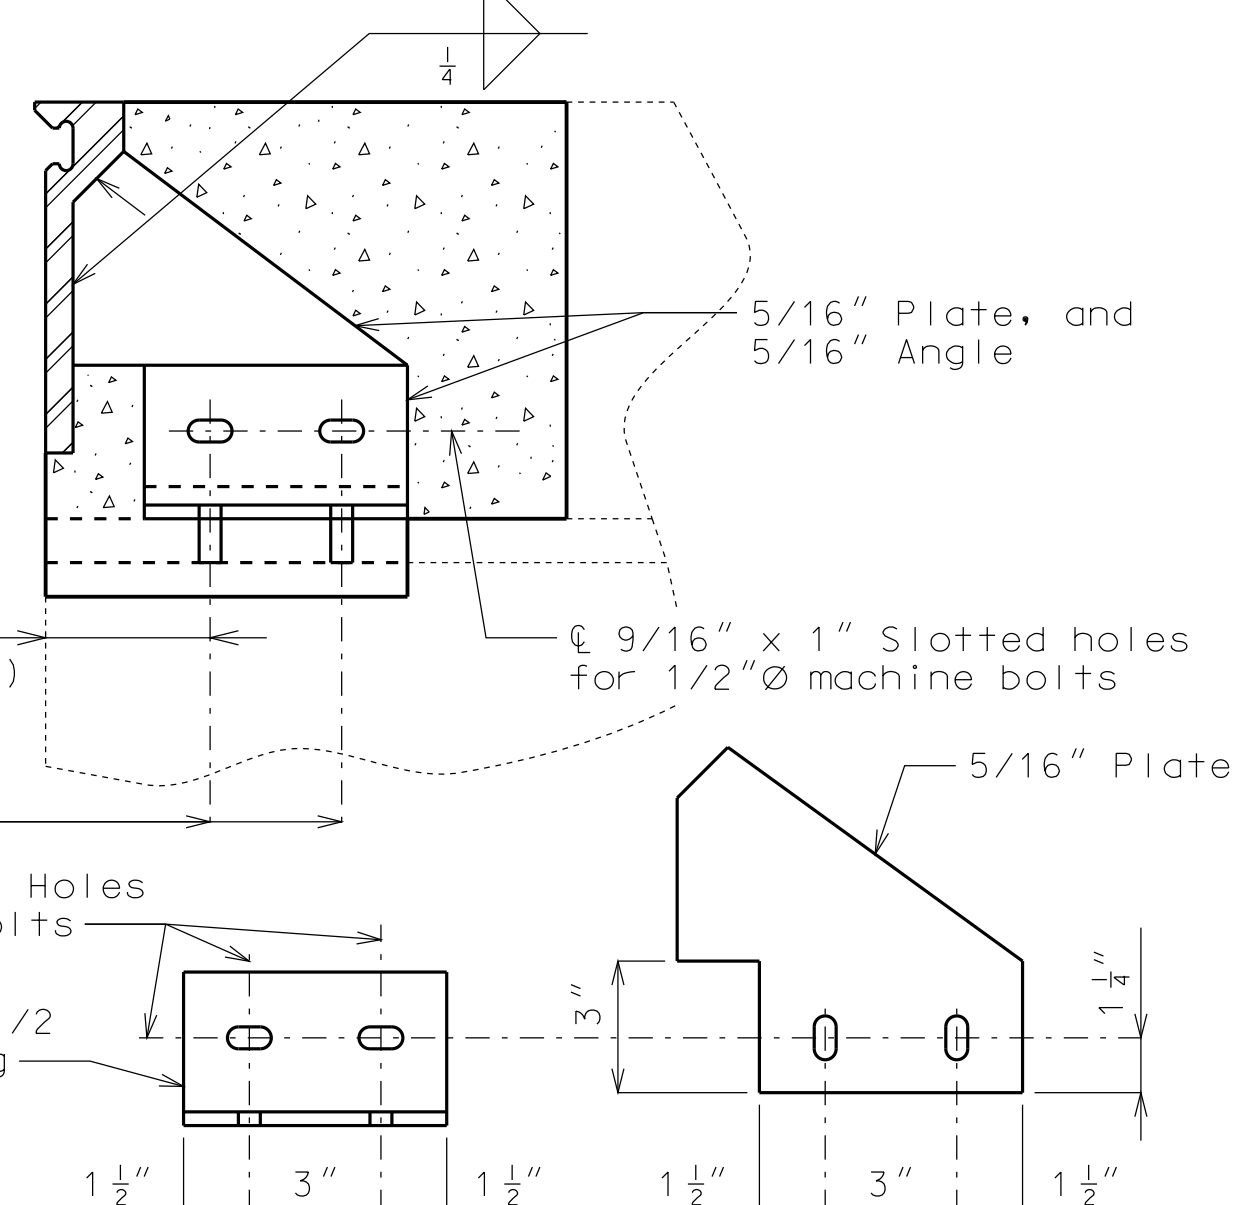 1/4
5/16" Plate, and
5/16" Angle
℄ 9/16" x 1" Slotted holes
for 1/2"Ø machine bolts
)
5/16" Plate
Holes
3"
1 1/4"
/2
1 1/2" 3" 1 1/2" 1 1/2" 3" 1 1/2"